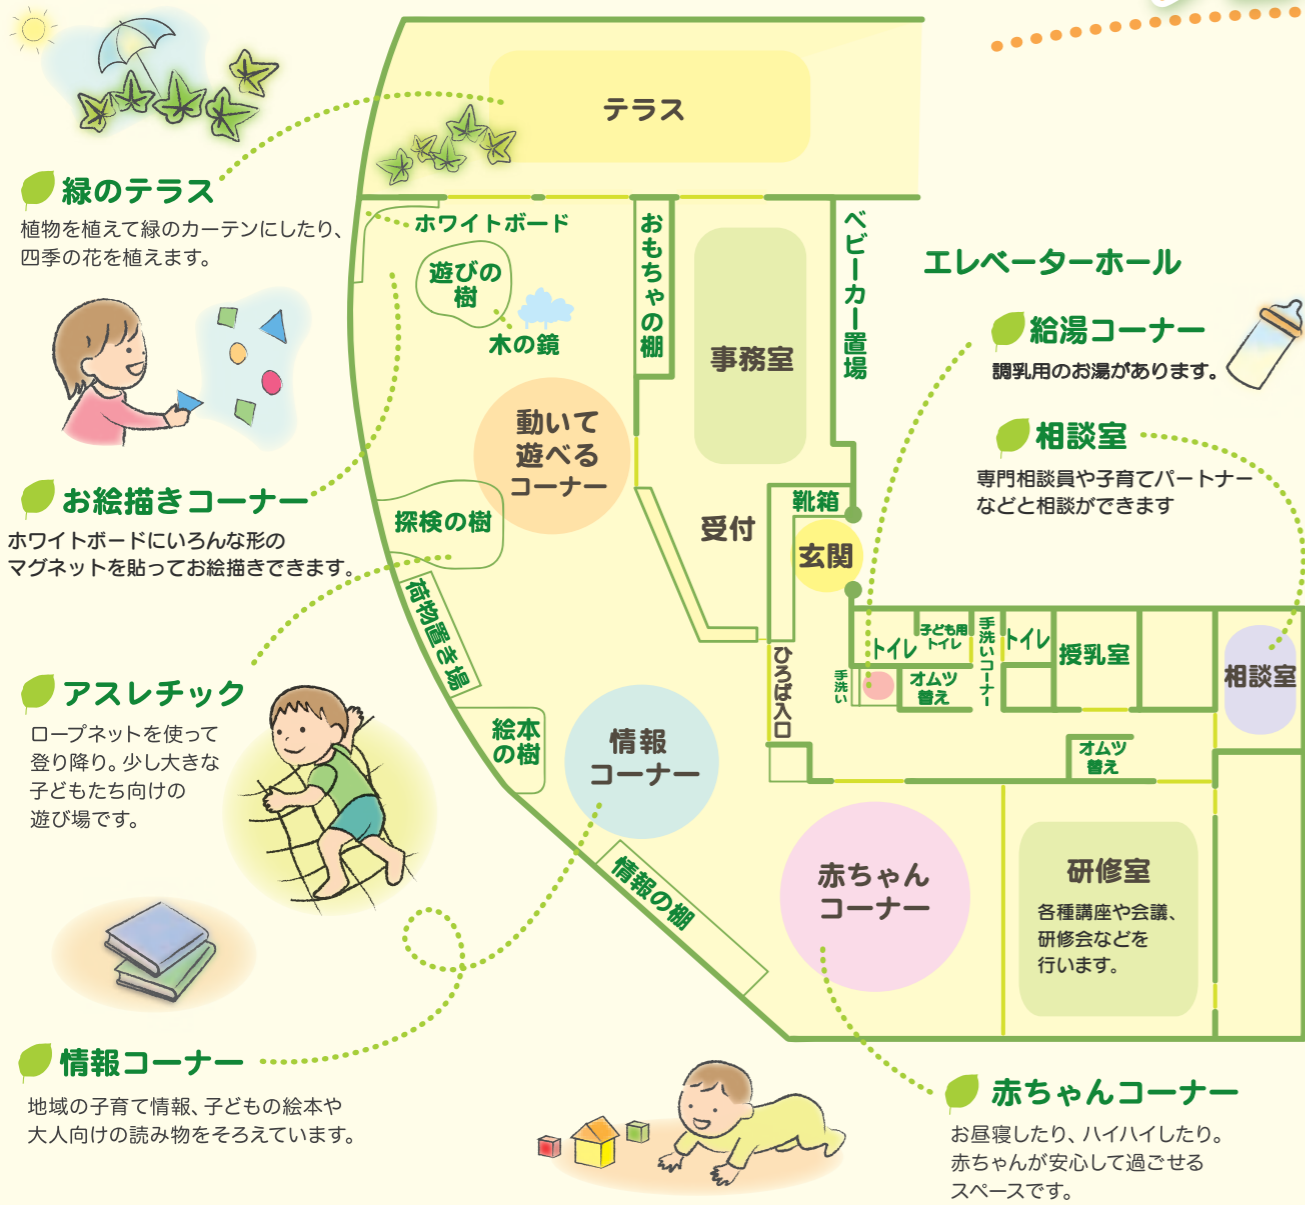 テラス
緑のテラス
植物を植えて緑のカーテンにしたり、
四季の花を植えます。
ホワイトボード
遊びの
樹
木の鏡
おもちゃの棚
事務室
ベビーカー置場
エレベーターホール
給湯コーナー
調乳用のお湯があります。
相談室
専門相談員や子育てパートナー
などと相談ができます
動いて
遊べる
コーナー
お絵描きコーナー
ホワイトボードにいろんな形の
マグネットを貼ってお絵描きできます。
探検の樹
受付
靴箱
玄関
荷物置き場
アスレチック
ロープネットを使って
登り降り。少し大きな
子どもたち向けの
遊び場です。
絵本
の樹
情報
コーナー
ひろば入口
手洗い
トイレ
子ども用
トイレ
手洗いコーナー
トイレ
授乳室
相談室
オムツ
替え
オムツ
替え
情報の棚
赤ちゃん
コーナー
研修室
各種講座や会議、
研修会などを
行います。
情報コーナー
地域の子育て情報、子どもの絵本や
大人向けの読み物をそろえています。
赤ちゃんコーナー
お昼寝したり、ハイハイしたり。
赤ちゃんが安心して過ごせる
スペースです。